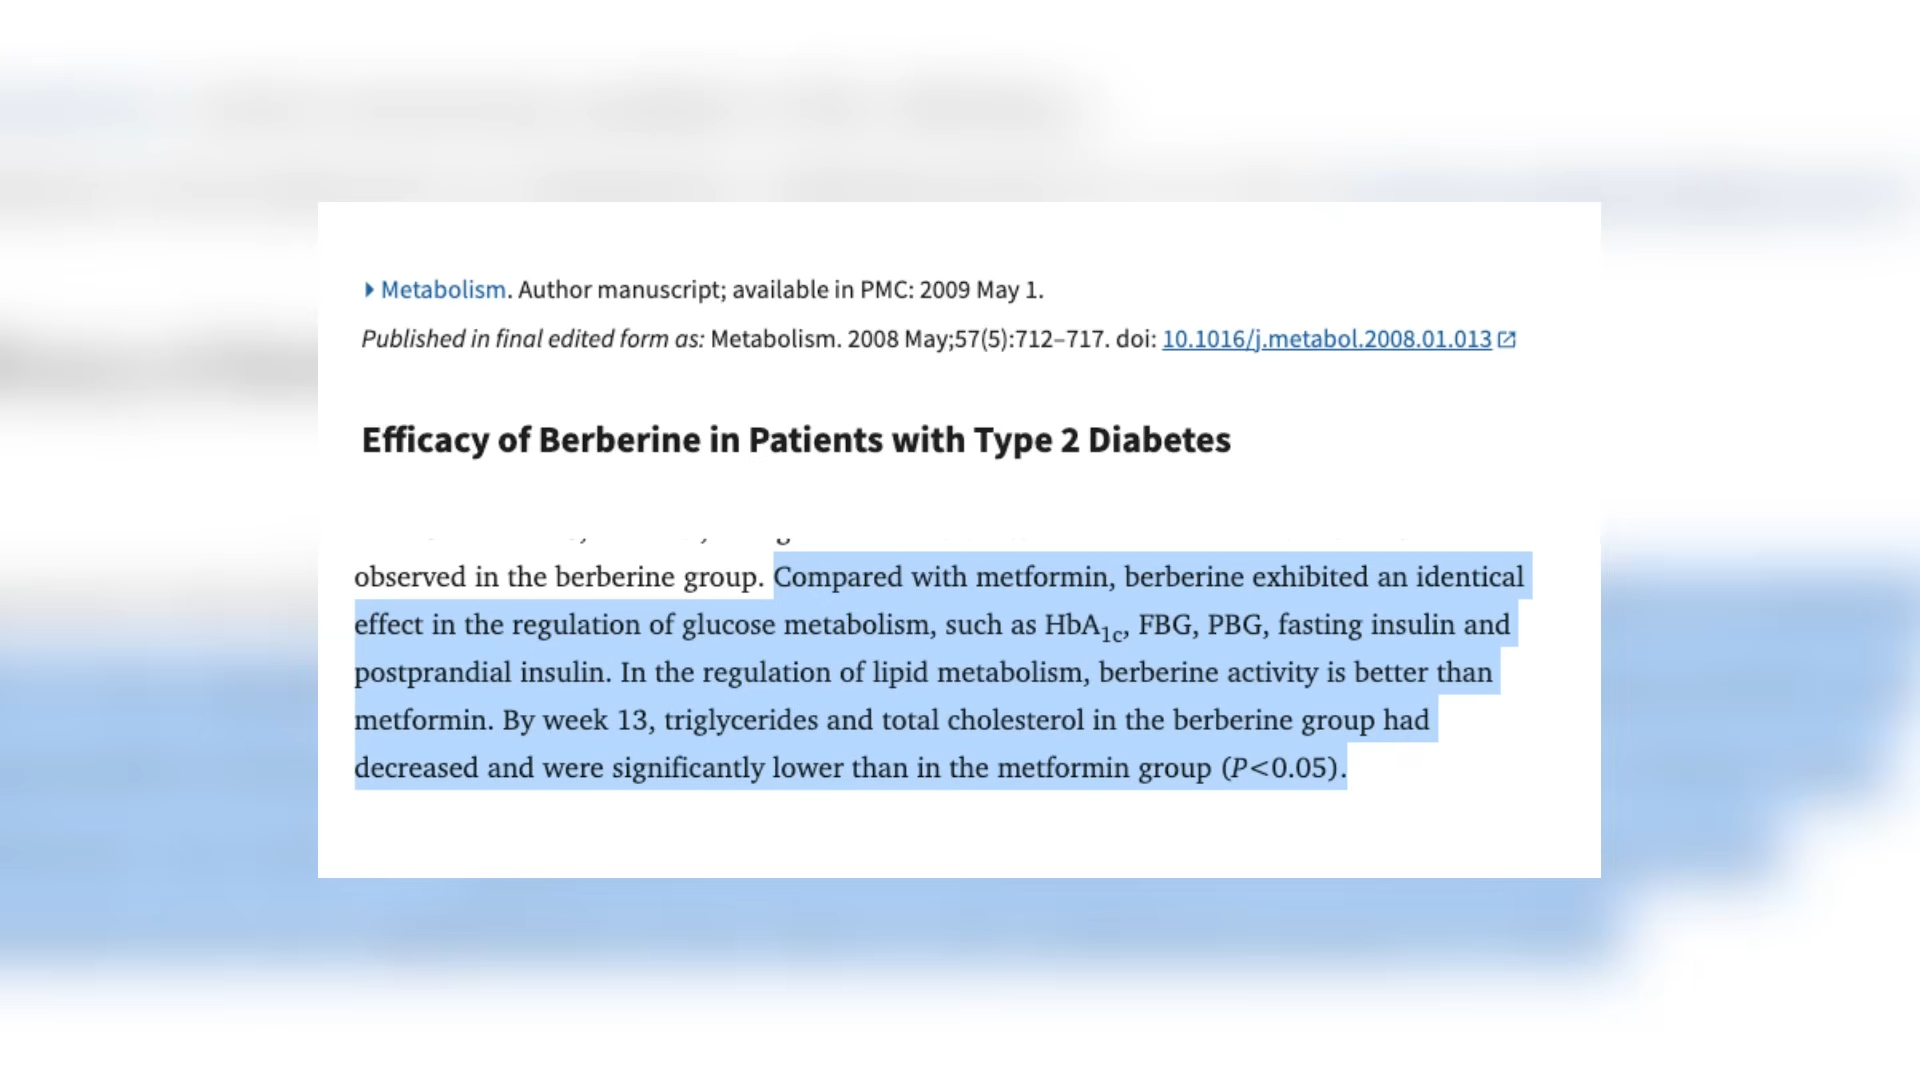 Metabolism. Author manuscript; available in PMC: 2009 May 1.
Published in final edited form as: Metabolism. 2008 May;57(5):712–717. doi: 10.1016/j.metabol.2008.01.013
Efficacy of Berberine in Patients with Type 2 Diabetes
observed in the berberine group. Compared with metformin, berberine exhibited an identical
effect in the regulation of glucose metabolism, such as HbA1c, FBG, PBG, fasting insulin and
postprandial insulin. In the regulation of lipid metabolism, berberine activity is better than
metformin. By week 13, triglycerides and total cholesterol in the berberine group had
decreased and were significantly lower than in the metformin group (P<0.05).